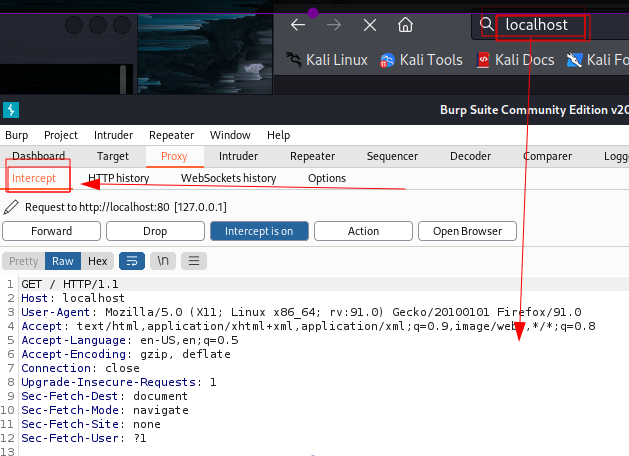 localhost
Kali Linux Kali Tools Kali Docs Kali Fo
Burp Suite Community Edition v20
Burp Project Intruder Repeater Window Help
Dashboard Target Proxy Intruder Repeater Sequencer Decoder Comparer Logg
Intercept HTTP history WebSockets history Options
Request to http://localhost:80 [127.0.0.1]
Forward Drop Intercept is on Action Open Browser
Pretty Raw Hex \n
1 GET / HTTP/1.1
2 Host: localhost
3 User-Agent: Mozilla/5.0 (X11; Linux x86_64; rv:91.0) Gecko/20100101 Firefox/91.0
4 Accept: text/html,application/xhtml+xml,application/xml;q=0.9,image/webp,*/*;q=0.8
5 Accept-Language: en-US,en;q=0.5
6 Accept-Encoding: gzip, deflate
7 Connection: close
8 Upgrade-Insecure-Requests: 1
9 Sec-Fetch-Dest: document
10 Sec-Fetch-Mode: navigate
11 Sec-Fetch-Site: none
12 Sec-Fetch-User: ?1
13